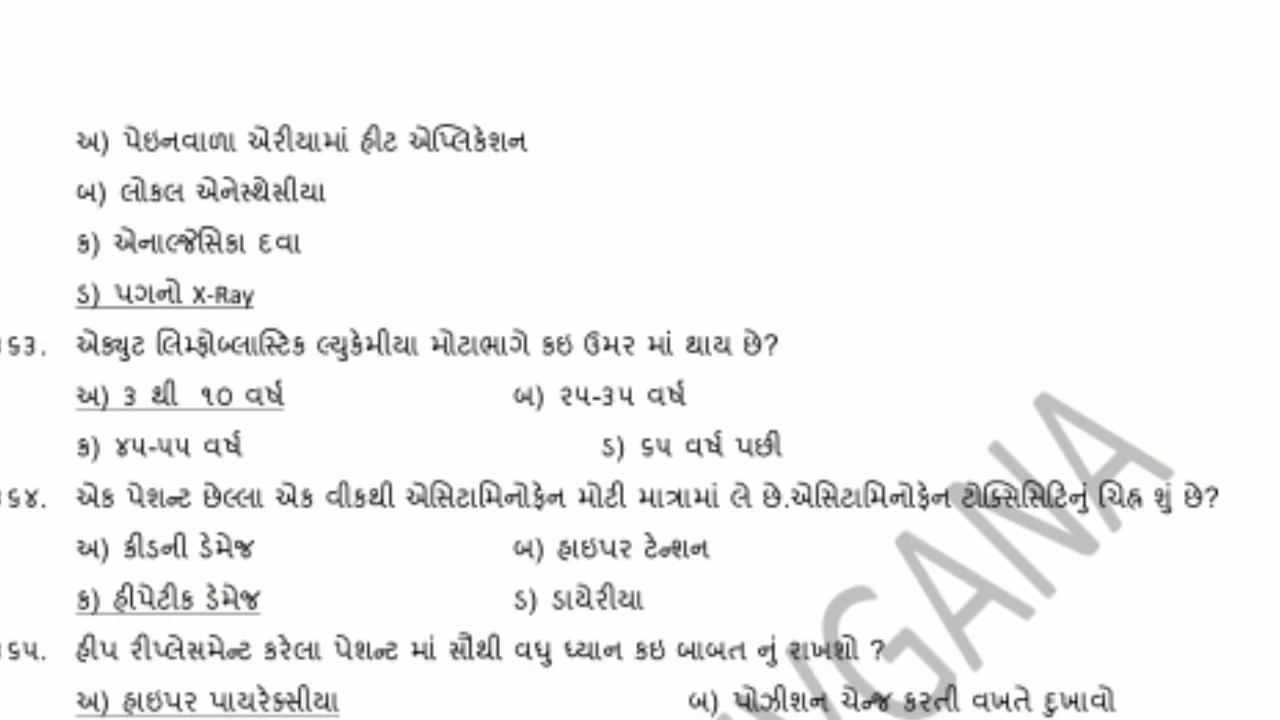 અ) પેઇનવાળા એરીયામાં હીટ એપ્લિકેશન
બ) લોકલ એનેસ્થેસીયા
ક) એનાલ્જેસિકા દવા
ડ) પગનો X-Ray
૬૩. એક્યુટ લિમ્ફોબ્લાસ્ટિક લ્યુકેમીયા મોટાભાગે કઇ ઉંમર માં થાય છે?
અ) ૩ થી ૧૦ વર્ષ બ) ૨૫-૩૫ વર્ષ
ક) ૪૫-૫૫ વર્ષ ડ) ૬૫ વર્ષ પછી
૬૪. એક પેશન્ટ છેલ્લા એક વીકથી એસિટામિનોફેન મોટી માત્રામાં લે છે.એસિટામિનોફેન ટોક્સિસિટિનું ચિહ્ન શું છે?
અ) કીડની ડેમેજ બ) હાઇપર ટેન્શન
ક) હીપેટીક ડેમેજ ડ) ડાયેરીયા
૬૫. હીપ રીપ્લેસમેન્ટ કરેલા પેશન્ટ માં સૌથી વધુ ધ્યાન કઇ બાબત નું રાખશો ?
અ) હાઇપર પાયરેક્સીયા બ) પોઝીશન ચેન્જ કરતી વખતે દુખાવો